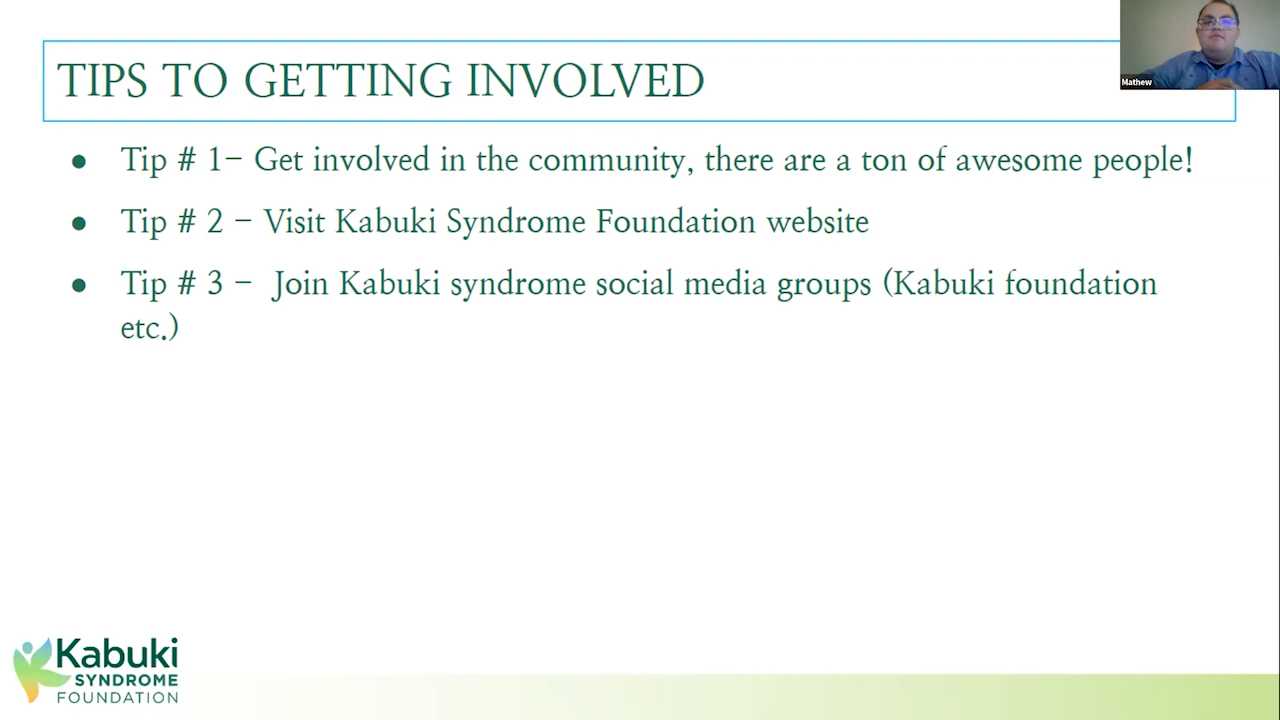 TIPS TO GETTING INVOLVED
Mathew
● Tip # 1– Get involved in the community, there are a ton of awesome people!
● Tip # 2 – Visit Kabuki Syndrome Foundation website
● Tip # 3 –  Join Kabuki syndrome social media groups (Kabuki foundation
etc.)
Kabuki
SYNDROME
FOUNDATION